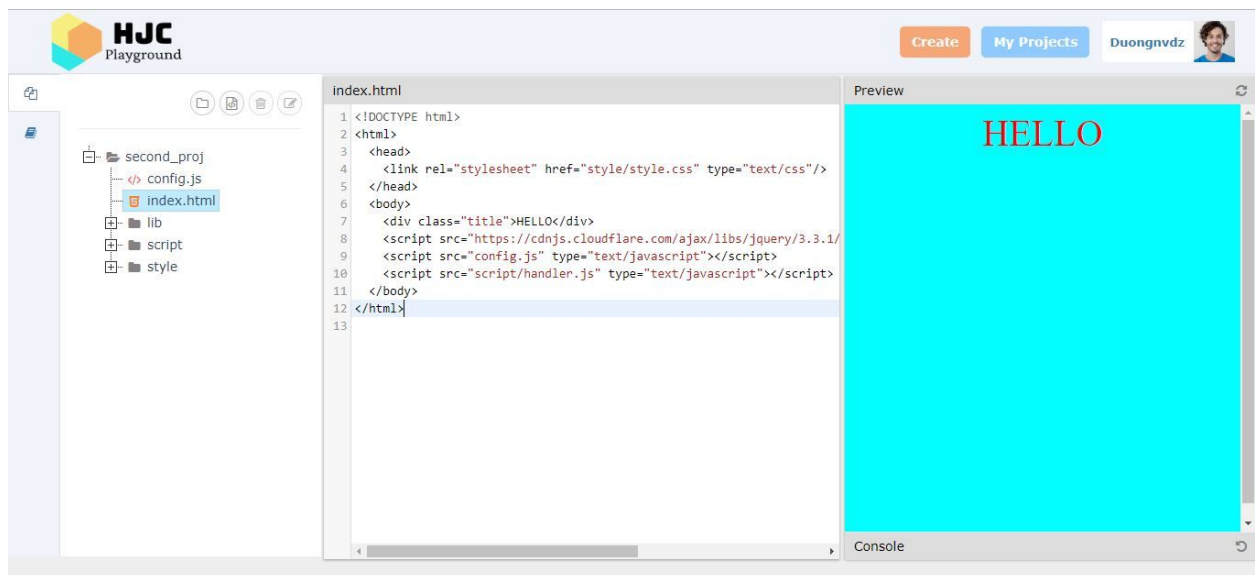 HJC
Playground
Create
My Projects
Duongnvdz
second_proj
config.js
index.html
lib
script
style
index.html
1 <!DOCTYPE html>
2 <html>
3 <head>
4 <link rel="stylesheet" href="style/style.css" type="text/css"/>
5 </head>
6 <body>
7 <div class="title">HELLO</div>
8 <script src="https://cdnjs.cloudflare.com/ajax/libs/jquery/3.3.1/
9 <script src="config.js" type="text/javascript"></script>
10 <script src="script/handler.js" type="text/javascript"></script>
11 </body>
12 </html>
13
Preview
HELLO
Console